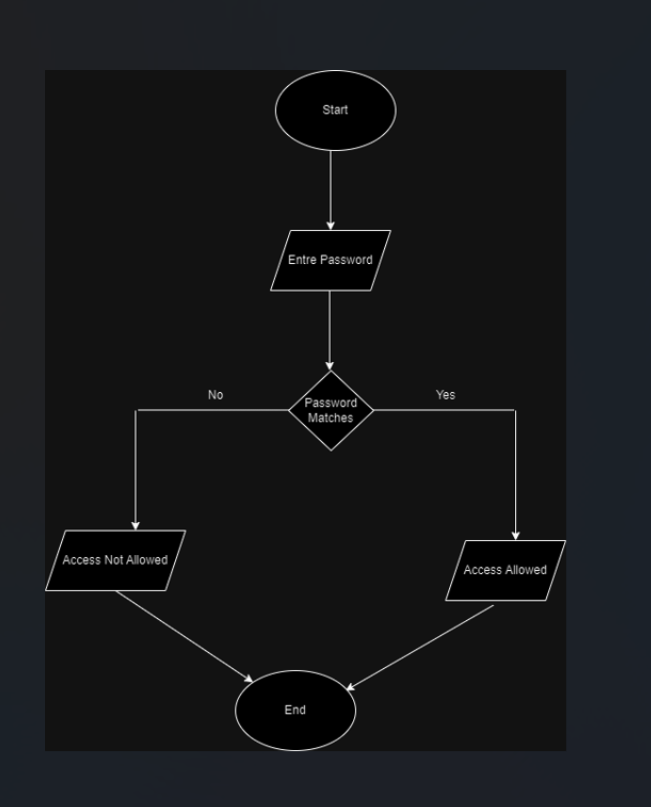 Start
Entre Password
No
Yes
Password
Matches
Access Not Allowed
Access Allowed
End